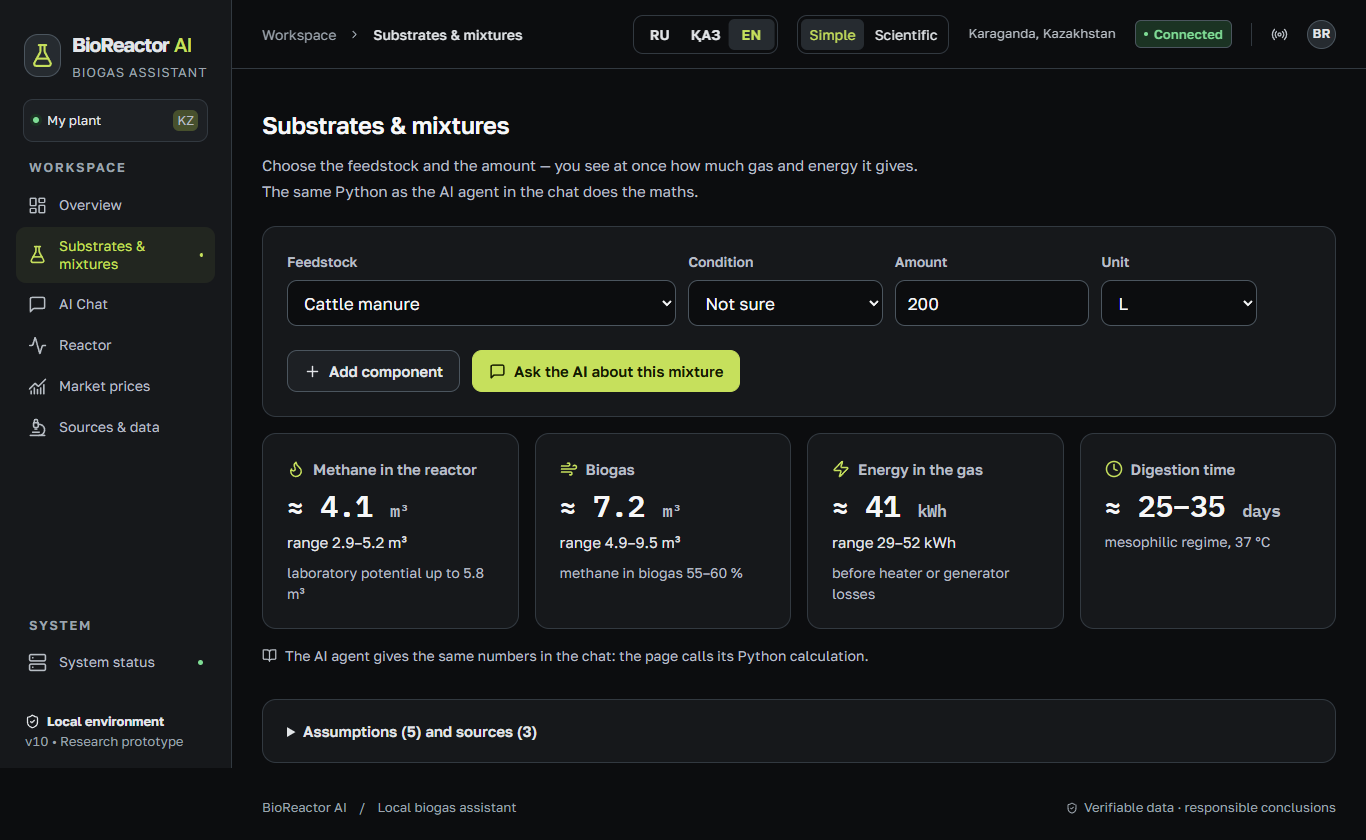 BioReactor AI
BIOGAS ASSISTANT
My plant
KZ
WORKSPACE
Overview
Substrates &
mixtures
AI Chat
Reactor
Market prices
Sources & data
SYSTEM
System status
Local environment
v10 • Research prototype
Workspace > Substrates & mixtures
RU ҚАЗ EN
Simple Scientific
Karaganda, Kazakhstan
• Connected
BR
Substrates & mixtures
Choose the feedstock and the amount — you see at once how much gas and energy it gives.
The same Python as the AI agent in the chat does the maths.
Feedstock Condition Amount Unit
Cattle manure Not sure 200 L
+ Add component
Ask the AI about this mixture
Methane in the reactor
≈ 4.1 m³
range 2.9–5.2 m³
laboratory potential up to 5.8
m³
Biogas
≈ 7.2 m³
range 4.9–9.5 m³
methane in biogas 55–60 %
Energy in the gas
≈ 41 kWh
range 29–52 kWh
before heater or generator
losses
Digestion time
≈ 25–35 days
mesophilic regime, 37 °C
The AI agent gives the same numbers in the chat: the page calls its Python calculation.
Assumptions (5) and sources (3)
BioReactor AI / Local biogas assistant
Verifiable data · responsible conclusions